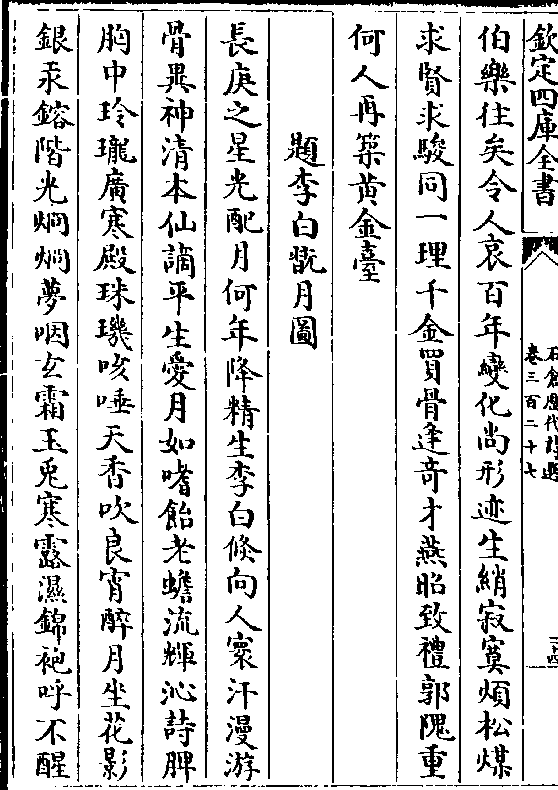 欽定四庫全書
石倉歷代詩選
卷三百二十七
二十四
伯樂往矣令人哀百年變化尚形迹生綃寂寞煩松煤
求賢求駿同一理千金買骨逢奇才燕昭致禮郭隗重
何人再築黃金臺
題李白翫月圖
長庚之星光配月何年降精生李白倐向人寰汗漫游
骨異神清本仙謫平生愛月如嗜飴老蟾流輝沁詩脾
胸中玲瓏廣寒殿珠璣咳唾天香吹良宵醉月坐花影
銀汞鎔階光烱烱夢咽玄霜玉兎寒露濕錦袍呼不醒